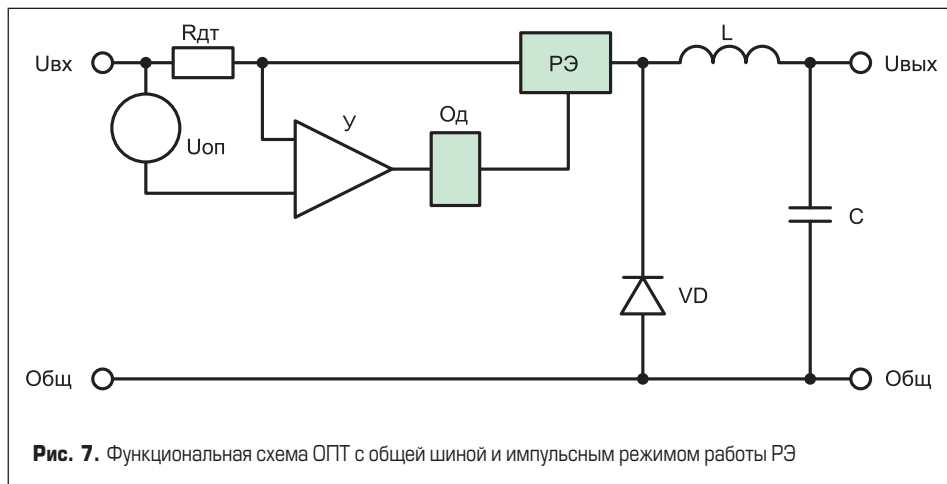 Rдт
L
Uвх
РЭ
Uвых
Uоп
У
Од
C
VD
Общ
Общ
Рис. 7. Функциональная схема ОПТ с общей шиной и импульсным режимом работы РЭ